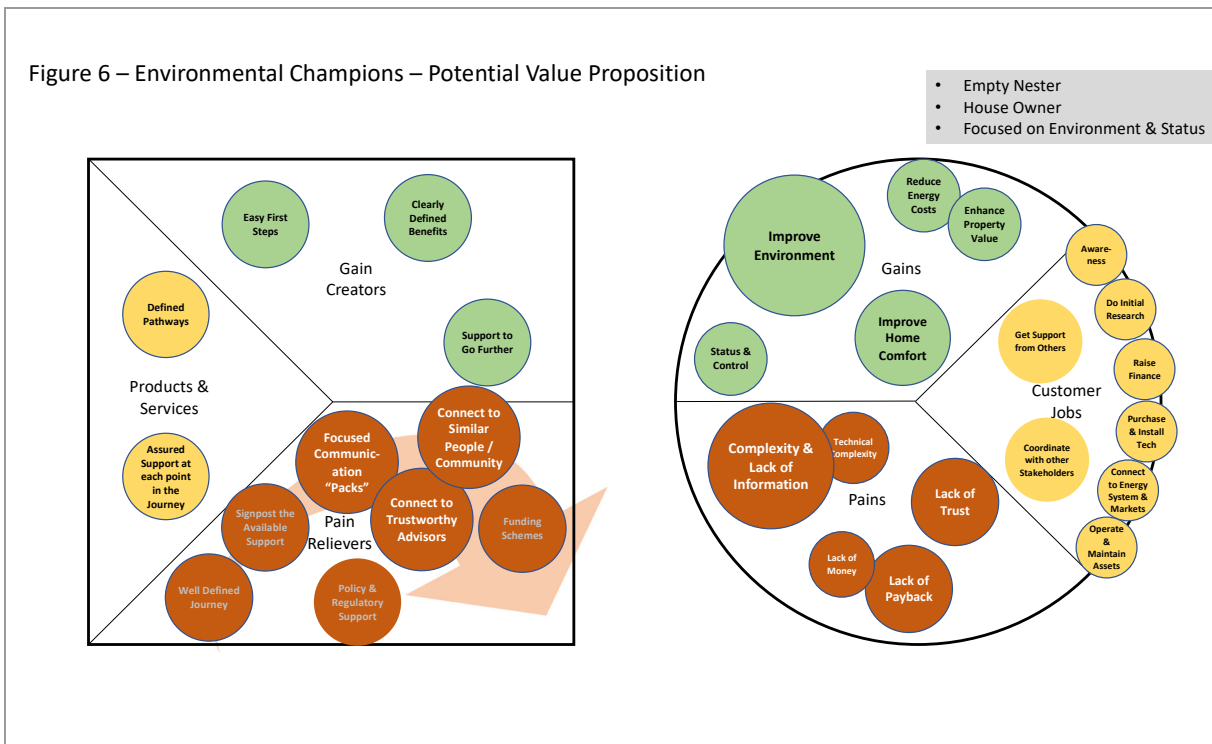 Figure 6 – Environmental Champions – Potential Value Proposition
• Empty Nester
• House Owner
• Focused on Environment & Status
Easy First
Steps
Clearly
Defined
Benefits
Gain
Creators
Defined
Pathways
Support to
Go Further
Products &
Services
Assured
Support at
each point
in the
Journey
Focused
Communic-
ation
“Packs”
Connect to
Similar
People /
Community
Signpost the
Available
Support
Pain
Relievers
Connect to
Trustworthy
Advisors
Funding
Schemes
Well Defined
Journey
Policy &
Regulatory
Support
Improve
Environment
Reduce
Energy
Costs
Enhance
Property
Value
Gains
Status &
Control
Improve
Home
Comfort
Aware-
ness
Do Initial
Research
Get Support
from Others
Raise
Finance
Customer
Jobs
Purchase
& Install
Tech
Coordinate
with other
Stakeholders
Connect
to Energy
System &
Markets
Operate
&
Maintain
Assets
Complexity &
Lack of
Information
Technical
Complexity
Pains
Lack of
Trust
Lack of
Money
Lack of
Payback